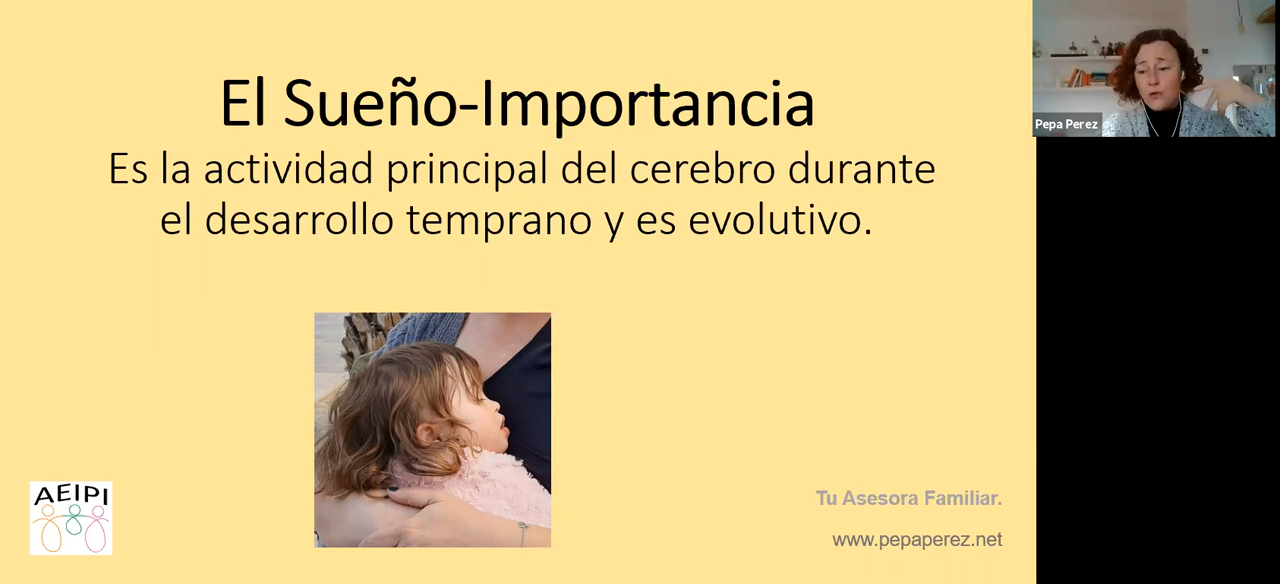 El Sueño-Importancia
Es la actividad principal del cerebro durante
el desarrollo temprano y es evolutivo.
Pepa Perez
AEIPI
Tu Asesora Familiar.
www.pepaperez.net